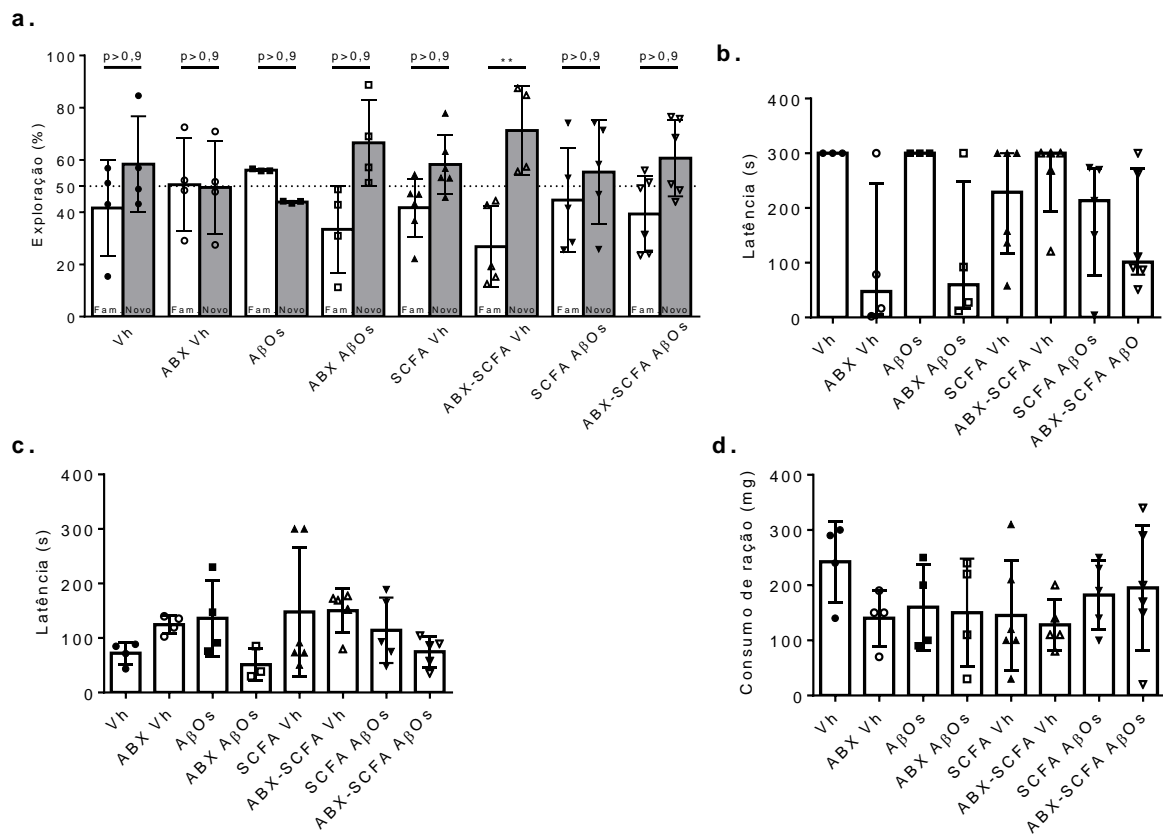 a.
p>0,9 p>0,9 p>0,9 p>0,9 p>0,9 ** p>0,9 p>0,9
Exploração (%)
100
80
60
50
40
20
0
Fam. Novo Fam. Novo Fam. Novo Fam. Novo Fam. Novo Fam. Novo Fam. Novo Fam. Novo
Vh
ABX Vh
AβOs
ABX AβOs
SCFA Vh
ABX-SCFA Vh
SCFA AβOs
ABX-SCFA AβOs
b.
Latência (s)
300
200
100
300
200
100
0
Vh
ABX Vh
AβOs
ABX AβOs
SCFA Vh
ABX-SCFA Vh
SCFA AβOs
ABX-SCFA AβO
c.
Latência (s)
400
300
200
100
0
Vh
ABX Vh
AβOs
ABX AβOs
SCFA Vh
ABX-SCFA Vh
SCFA AβOs
ABX-SCFA AβOs
d.
Consumo de ração (mg)
400
300
200
100
0
Vh
ABX Vh
AβOs
ABX AβOs
SCFA Vh
ABX-SCFA Vh
SCFA AβOs
ABX-SCFA AβOs